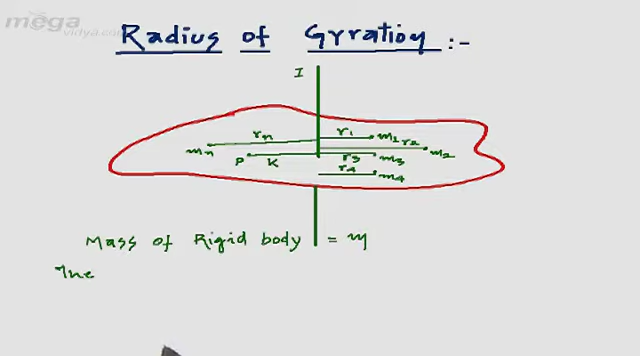 mega
vidya.com
Radius of Gyration :-
I
rn r1 m1
r2
mn P K r3 m3 m2
r4 m4
Mass of Rigid body = m
The